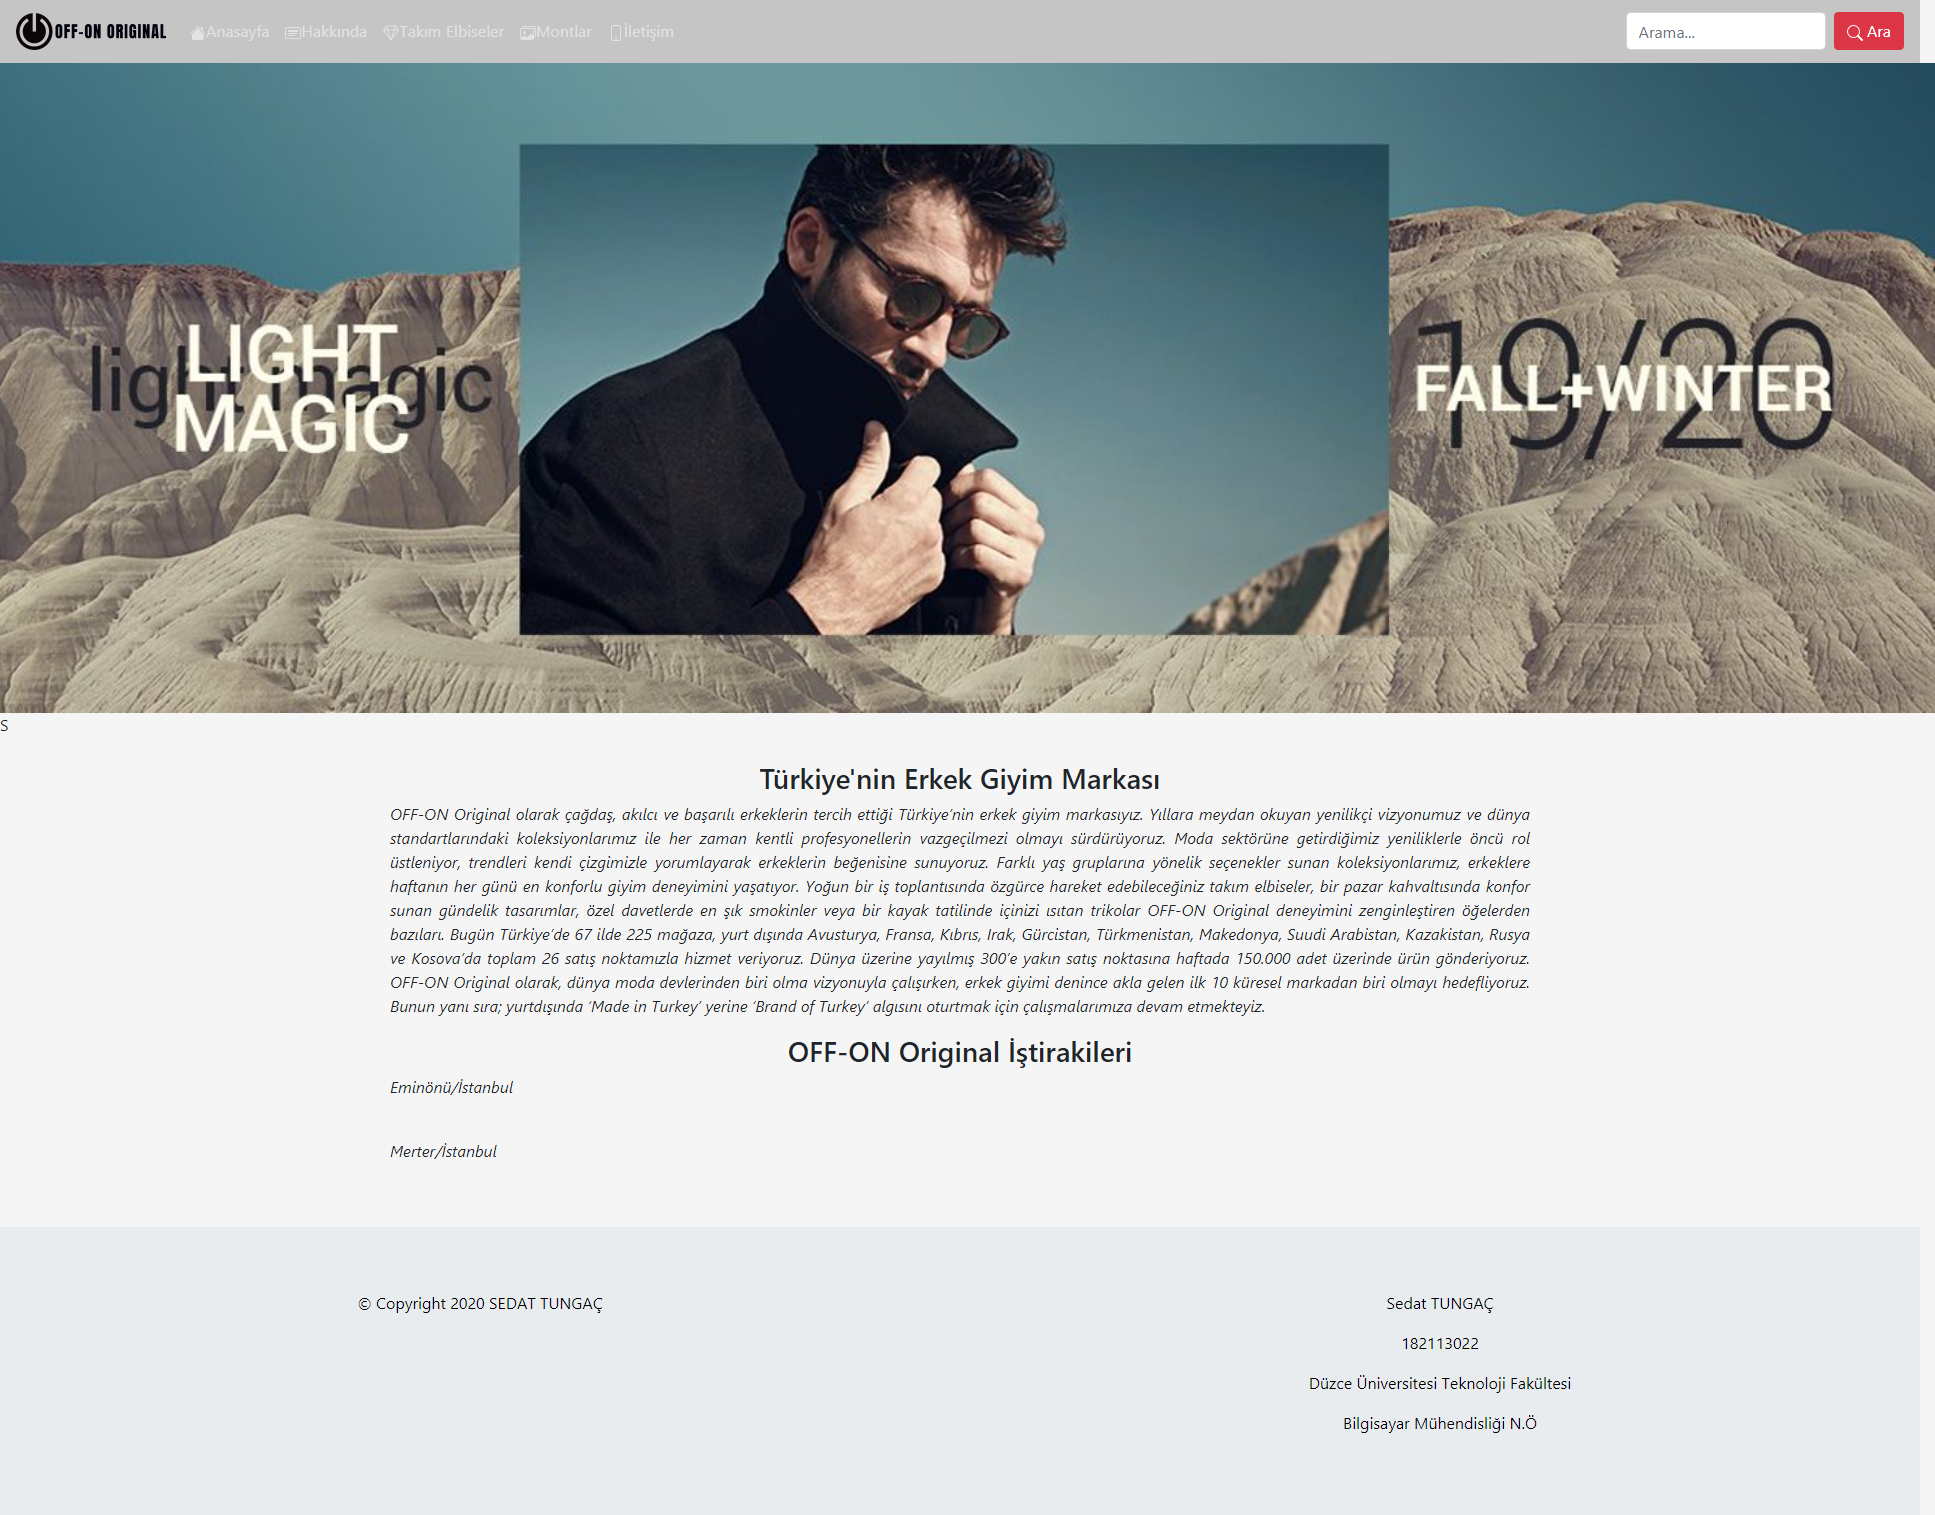 OFF-ON ORIGINAL Anasayfa Hakkında Takım Elbiseler Montlar İletişim Arama... Ara
light magic
LIGHT
MAGIC
19/20
FALL+WINTER
S
Türkiye'nin Erkek Giyim Markası
OFF-ON Original olarak çağdaş, akılcı ve başarılı erkeklerin tercih ettiği Türkiye’nin erkek giyim markasıyız. Yıllara meydan okuyan yenilikçi vizyonumuz ve dünya
standartlarındaki koleksiyonlarımız ile her zaman kentli profesyonellerin vazgeçilmezi olmayı sürdürüyoruz. Moda sektörüne getirdiğimiz yeniliklerle öncü rol
üstleniyor, trendleri kendi çizgimizle yorumlayarak erkeklerin beğenisine sunuyoruz. Farklı yaş gruplarına yönelik seçenekler sunan koleksiyonlarımız, erkeklere
haftanın her günü en konforlu giyim deneyimini yaşatıyor. Yoğun bir iş toplantısında özgürce hareket edebileceğiniz takım elbiseler, bir pazar kahvaltısında konfor
sunan gündelik tasarımlar, özel davetlerde en şık smokinler veya bir kayak tatilinde içinizi ısıtan trikolar OFF-ON Original deneyimini zenginleştiren öğelerden
bazıları. Bugün Türkiye’de 67 ilde 225 mağaza, yurt dışında Avusturya, Fransa, Kıbrıs, Irak, Gürcistan, Türkmenistan, Makedonya, Suudi Arabistan, Kazakistan, Rusya
ve Kosova’da toplam 26 satış noktamızla hizmet veriyoruz. Dünya üzerine yayılmış 300’e yakın satış noktasına haftada 150.000 adet üzerinde ürün gönderiyoruz.
OFF-ON Original olarak, dünya moda devlerinden biri olma vizyonuyla çalışırken, erkek giyimi denince akla gelen ilk 10 küresel markadan biri olmayı hedefliyoruz.
Bunun yanı sıra; yurtdışında ‘Made in Turkey’ yerine ‘Brand of Turkey’ algısını oturtmak için çalışmalarımıza devam etmekteyiz.
OFF-ON Original İştirakileri
Eminönü/İstanbul
Merter/İstanbul
© Copyright 2020 SEDAT TUNGAÇ
Sedat TUNGAÇ
182113022
Düzce Üniversitesi Teknoloji Fakültesi
Bilgisayar Mühendisliği N.Ö